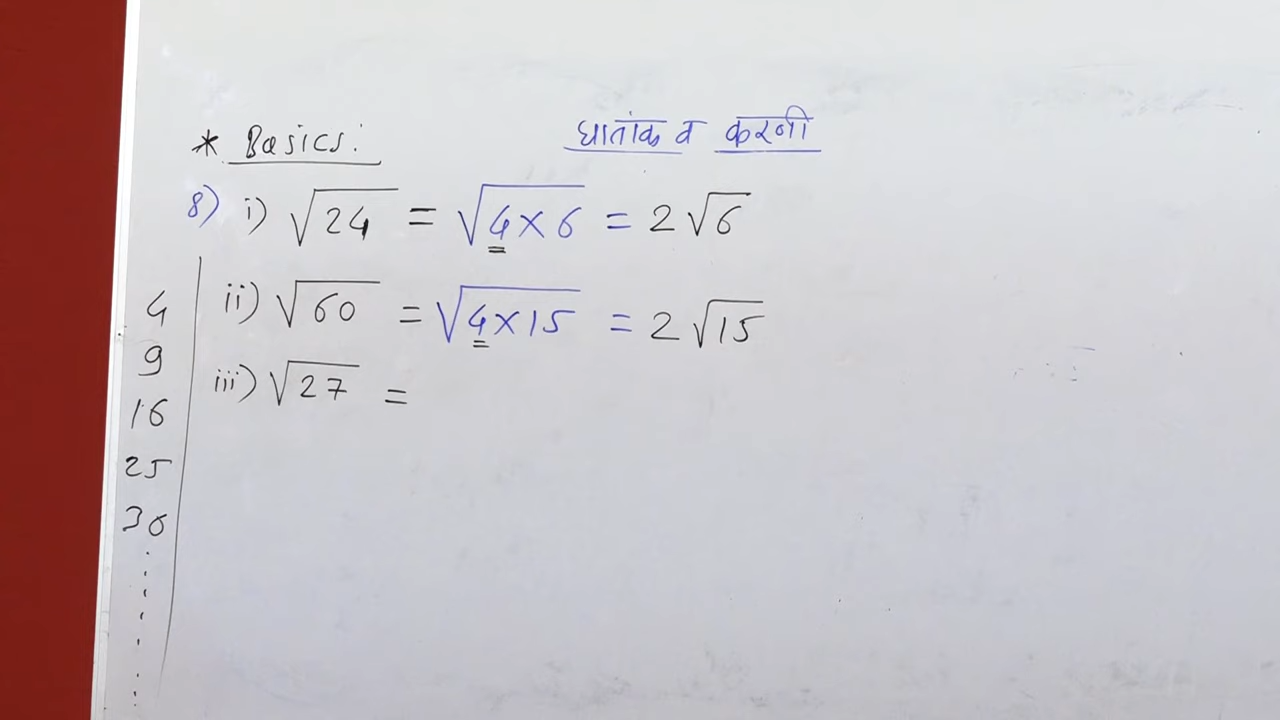 * Basics: घातांक व करणी
8) i) √24 = √4×6 = 2√6
ii) √60 = √4×15 = 2√15
iii) √27 =
4
9
16
25
36